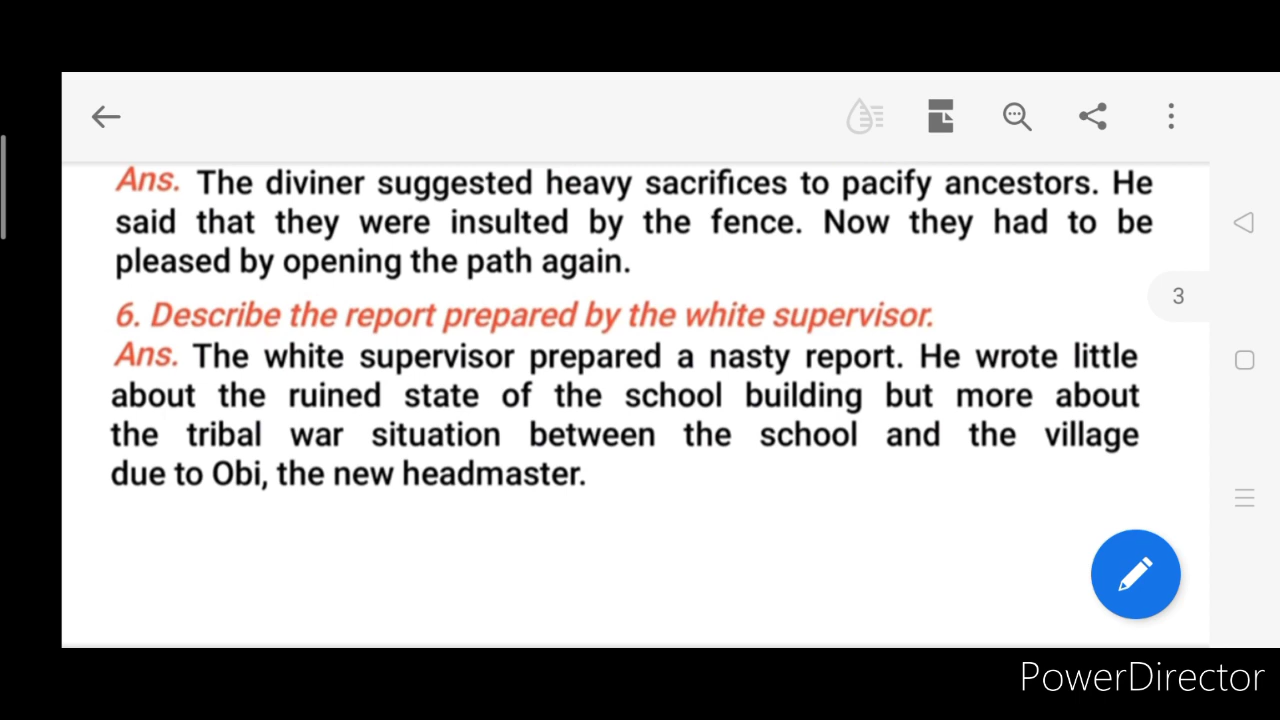 Ans. The diviner suggested heavy sacrifices to pacify ancestors. He
said that they were insulted by the fence. Now they had to be
pleased by opening the path again.
3
6. Describe the report prepared by the white supervisor.
Ans. The white supervisor prepared a nasty report. He wrote little
about the ruined state of the school building but more about
the tribal war situation between the school and the village
due to Obi, the new headmaster.
PowerDirector